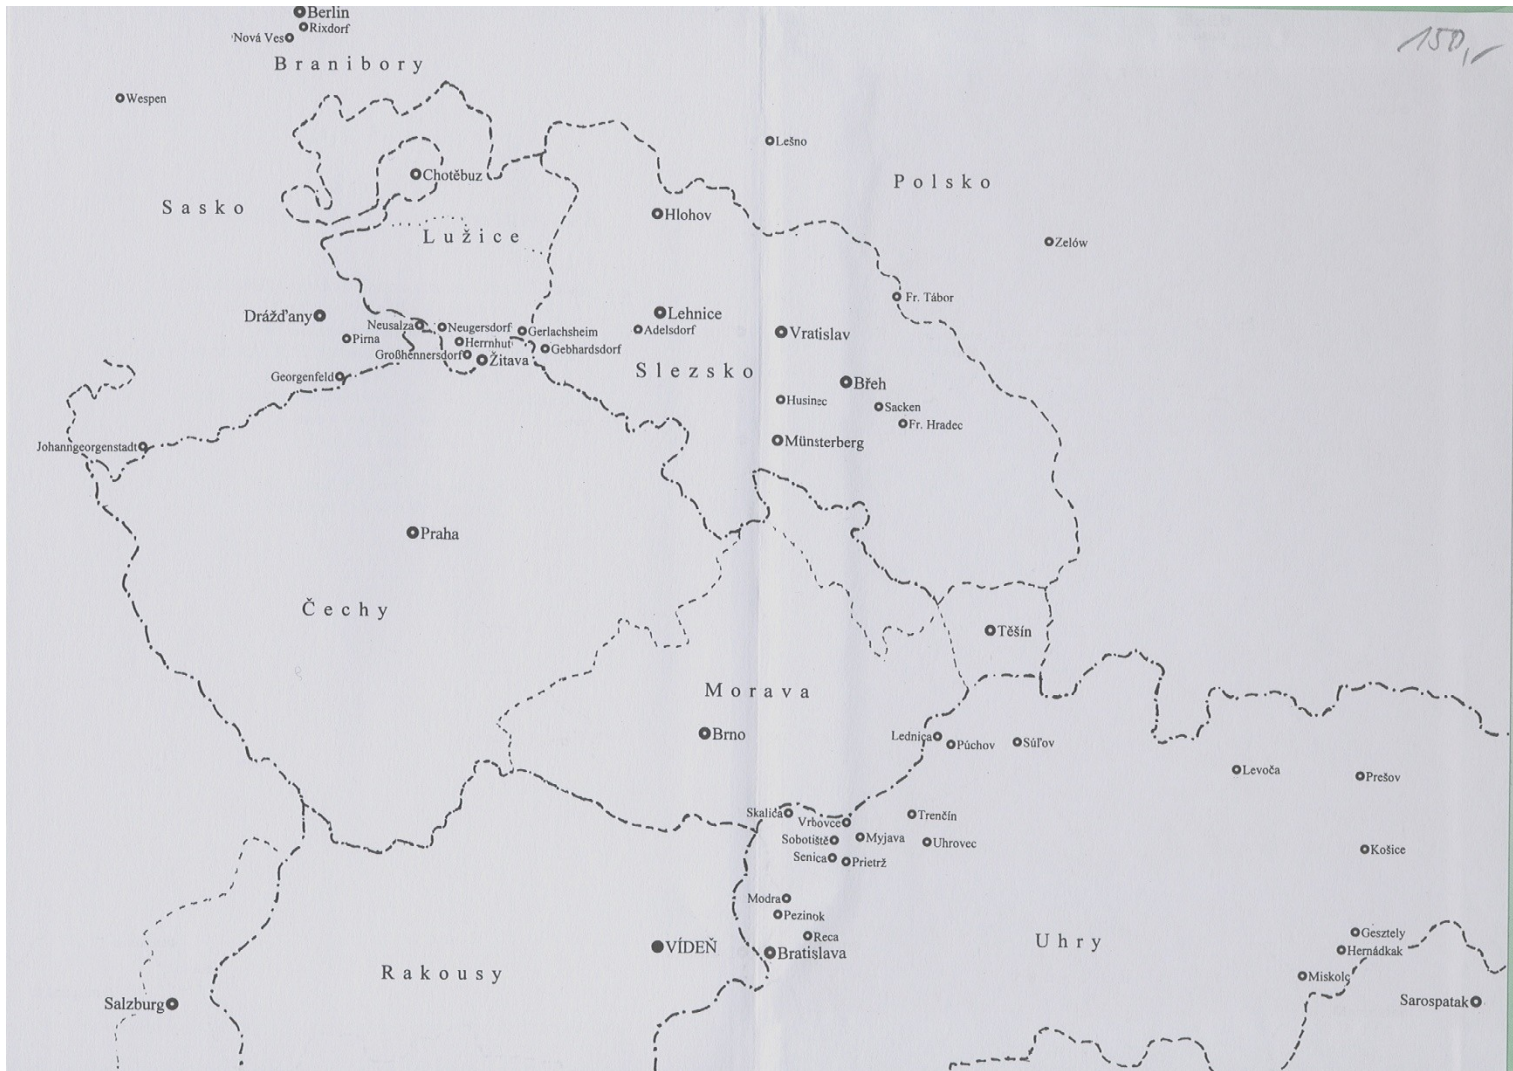 Berlin
Rixdorf
Nová Ves
150,-
Branibory
Wespen
Lešno
Chotěbuz
Polsko
Sasko
Hlohov
Lužice
Zelów
Fr. Tábor
Drážďany
Lehnice
Neusalza
Neugersdorf
Gerlachsheim
Adelsdorf
Vratislav
Pirna
Herrnhut
Großhennersdorf
Gebhardsdorf
Žitava
Slezsko
Georgenfeld
Břeh
Husinec
Sacken
Fr. Hradec
Johanngeorgenstadt
Münsterberg
Praha
Čechy
Těšín
Morava
Brno
Lednica
Púchov
Súľov
Levoča
Prešov
Skalica
Vrbovce
Trenčín
Sobotiště
Myjava
Uhrovec
Senica
Prietrž
Košice
Modra
Pezinok
Reca
Gesztely
VÍDEŇ
Bratislava
Uhry
Hernádkak
Rakousy
Miskolc
Salzburg
Sarospatak